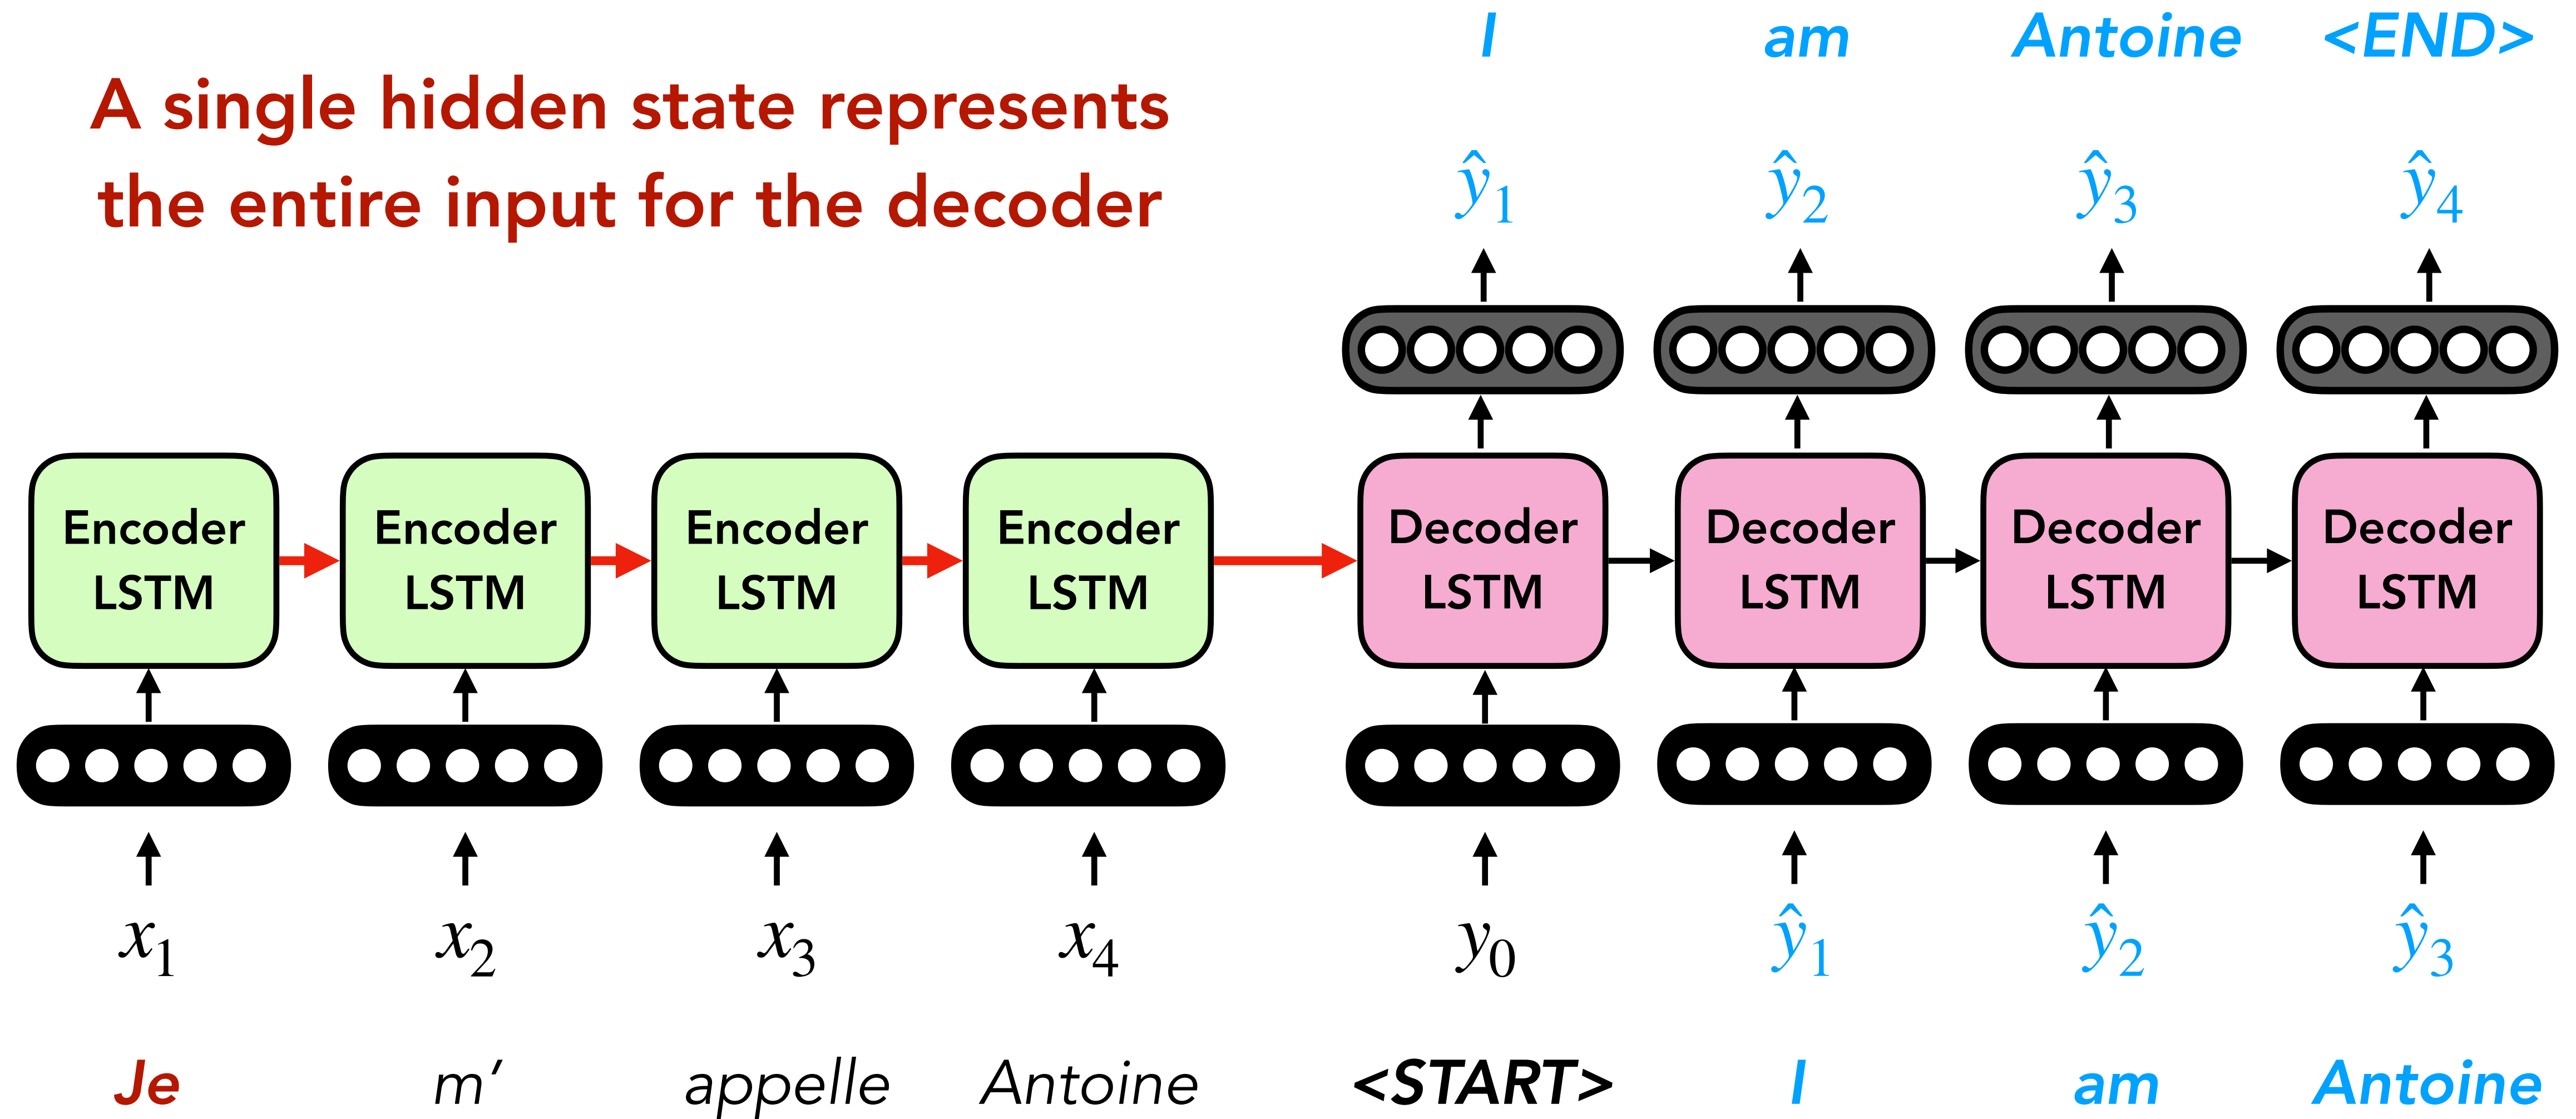 I am Antoine <END>
A single hidden state represents
the entire input for the decoder
ŷ₁ ŷ₂ ŷ₃ ŷ₄
Encoder LSTM
Encoder LSTM
Encoder LSTM
Encoder LSTM
Decoder LSTM
Decoder LSTM
Decoder LSTM
Decoder LSTM
x₁ x₂ x₃ x₄ y₀ ŷ₁ ŷ₂ ŷ₃
Je m’ appelle Antoine <START> I am Antoine